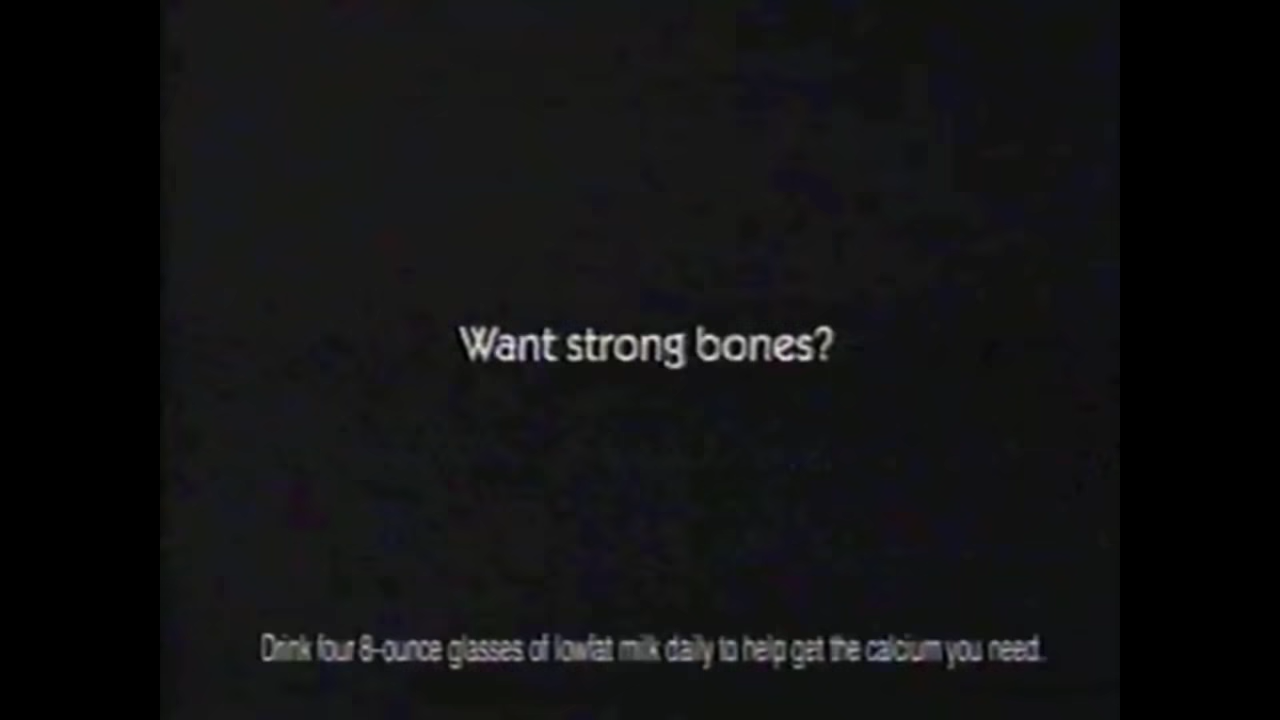 Want strong bones?
Drink four 8-ounce glasses of lowfat milk daily to help get the calcium you need.